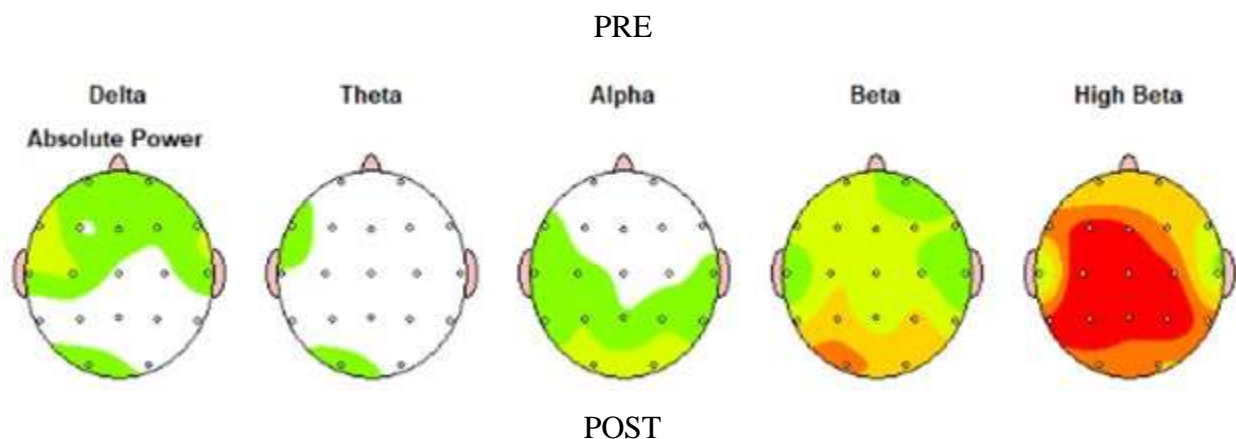 PRE
Delta Theta Alpha Beta High Beta
Absolute Power
POST